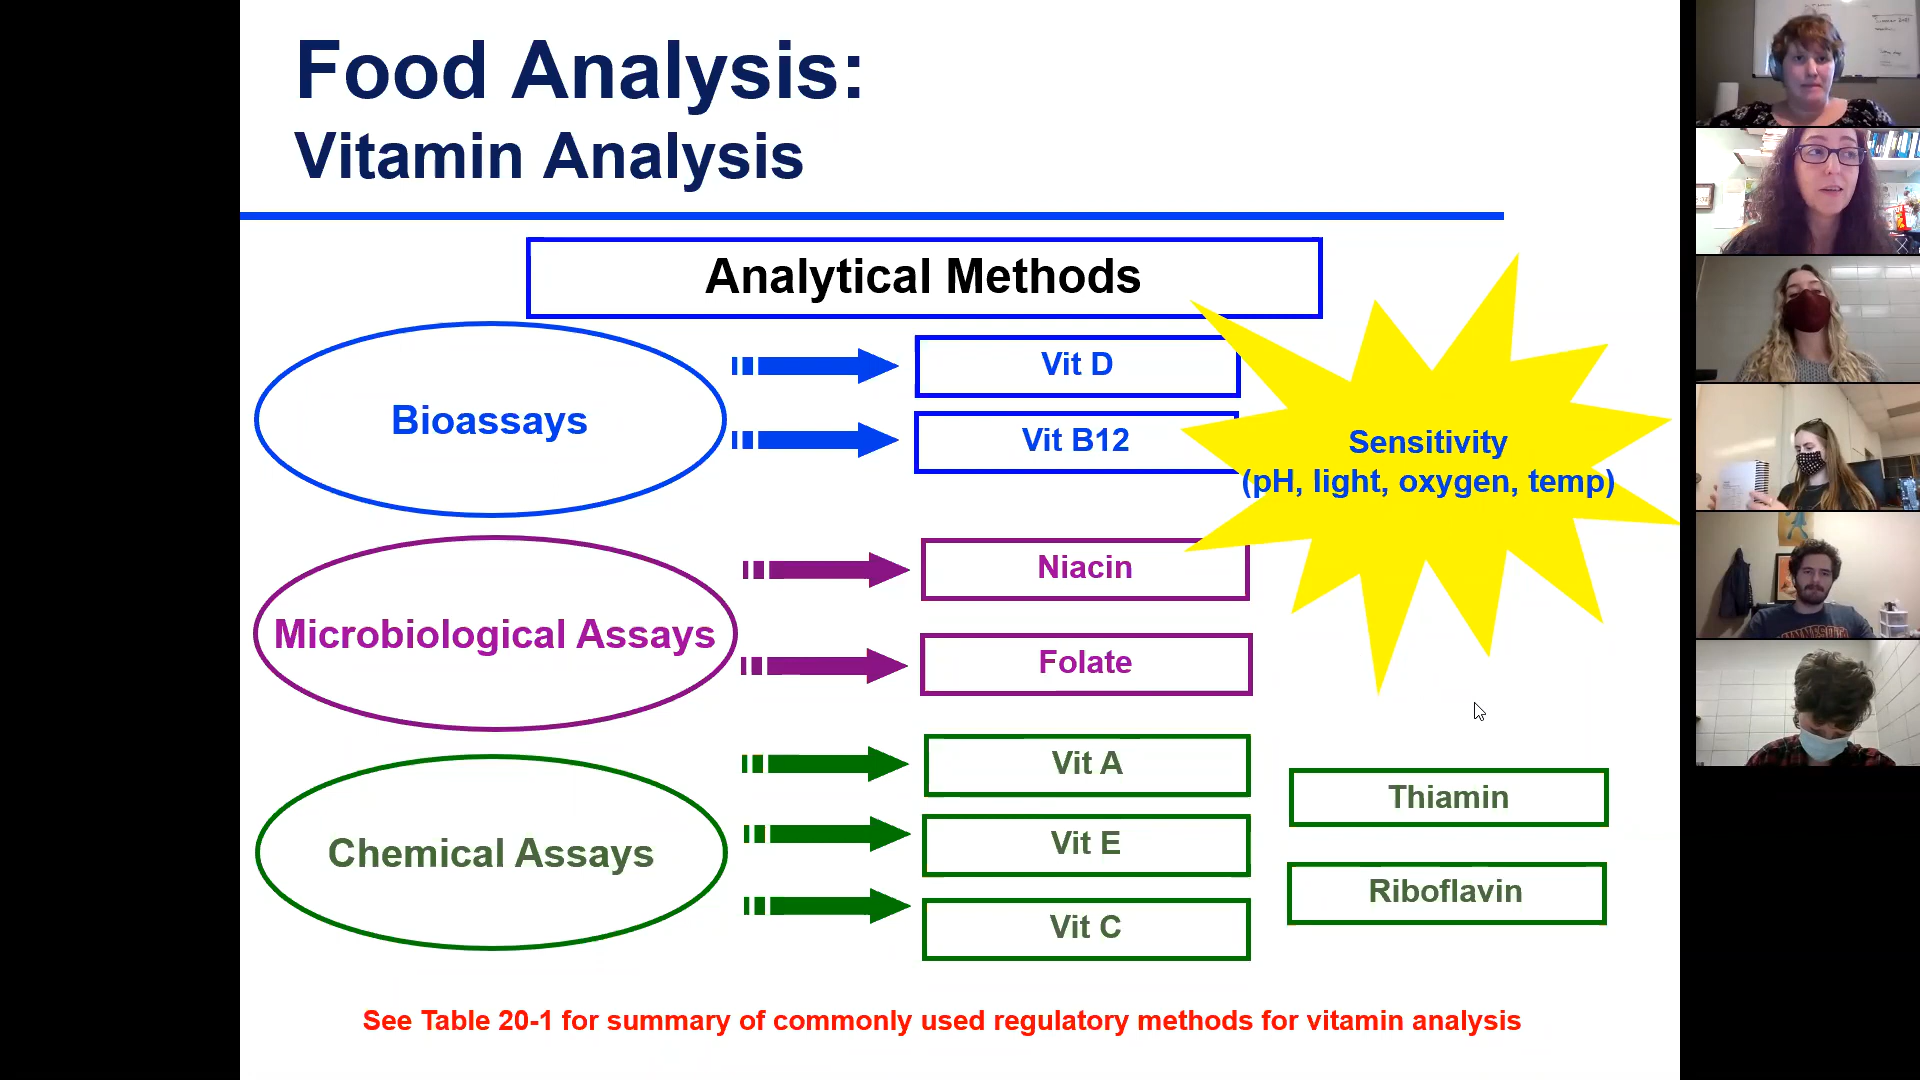 Food Analysis:
Vitamin Analysis
Analytical Methods
Bioassays
Vit D
Vit B12
Sensitivity
(pH, light, oxygen, temp)
Microbiological Assays
Niacin
Folate
Chemical Assays
Vit A
Vit E
Vit C
Thiamin
Riboflavin
See Table 20-1 for summary of commonly used regulatory methods for vitamin analysis